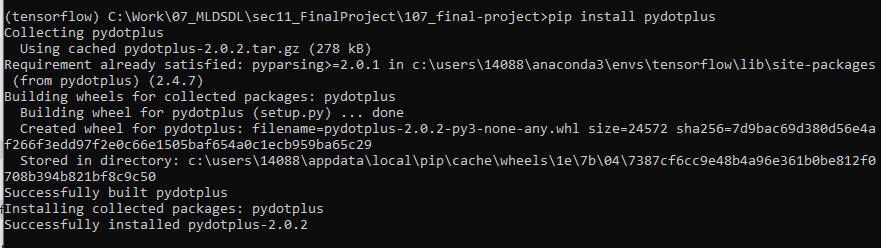 (tensorflow) C:\Work\07_MLDSDL\sec11_FinalProject\107_final-project>pip install pydotplus
Collecting pydotplus
  Using cached pydotplus-2.0.2.tar.gz (278 kB)
Requirement already satisfied: pyparsing>=2.0.1 in c:\users\14088\anaconda3\envs\tensorflow\lib\site-packages
 (from pydotplus) (2.4.7)
Building wheels for collected packages: pydotplus
  Building wheel for pydotplus (setup.py) ... done
  Created wheel for pydotplus: filename=pydotplus-2.0.2-py3-none-any.whl size=24572 sha256=7d9bac69d380d56e4a
f266f3edd97f2e0c66e1505baf654a0c1ecb959ba65c29
  Stored in directory: c:\users\14088\appdata\local\pip\cache\wheels\1e\7b\04\7387cf6cc9e48b4a96e361b0be812f0
708b394b821bf8c9c50
Successfully built pydotplus
Installing collected packages: pydotplus
Successfully installed pydotplus-2.0.2